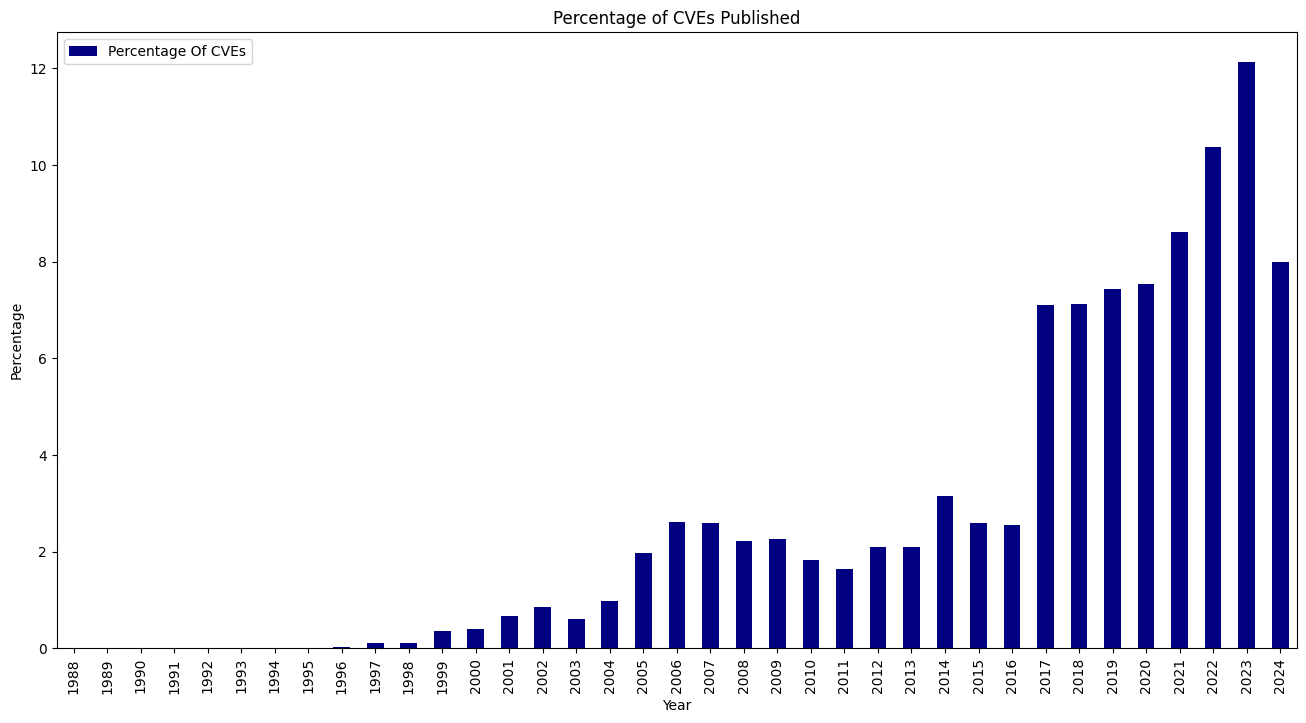 Percentage of CVEs Published
Percentage Of CVEs
12
10
8
6
4
2
0
Percentage
1988 1989 1990 1991 1992 1993 1994 1995 1996 1997 1998 1999 2000 2001 2002 2003 2004 2005 2006 2007 2008 2009 2010 2011 2012 2013 2014 2015 2016 2017 2018 2019 2020 2021 2022 2023 2024
Year